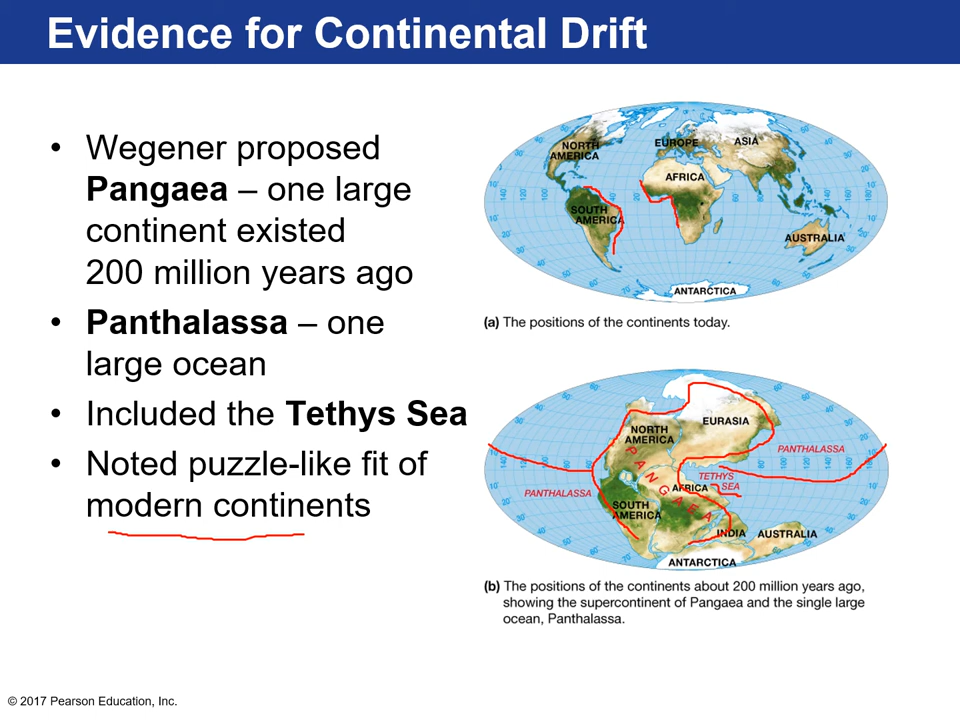 Evidence for Continental Drift
• Wegener proposed
Pangaea – one large
continent existed
200 million years ago
• Panthalassa – one
large ocean
• Included the Tethys Sea
• Noted puzzle-like fit of
modern continents
NORTH
AMERICA
EUROPE
ASIA
AFRICA
SOUTH
AMERICA
AUSTRALIA
ANTARCTICA
(a) The positions of the continents today.
EURASIA
NORTH
AMERICA
PANTHALASSA
PANGAEA
TETHYS
SEA
AFRICA
PANTHALASSA
SOUTH
AMERICA
INDIA
AUSTRALIA
ANTARCTICA
(b) The positions of the continents about 200 million years ago,
showing the supercontinent of Pangaea and the single large
ocean, Panthalassa.
© 2017 Pearson Education, Inc.